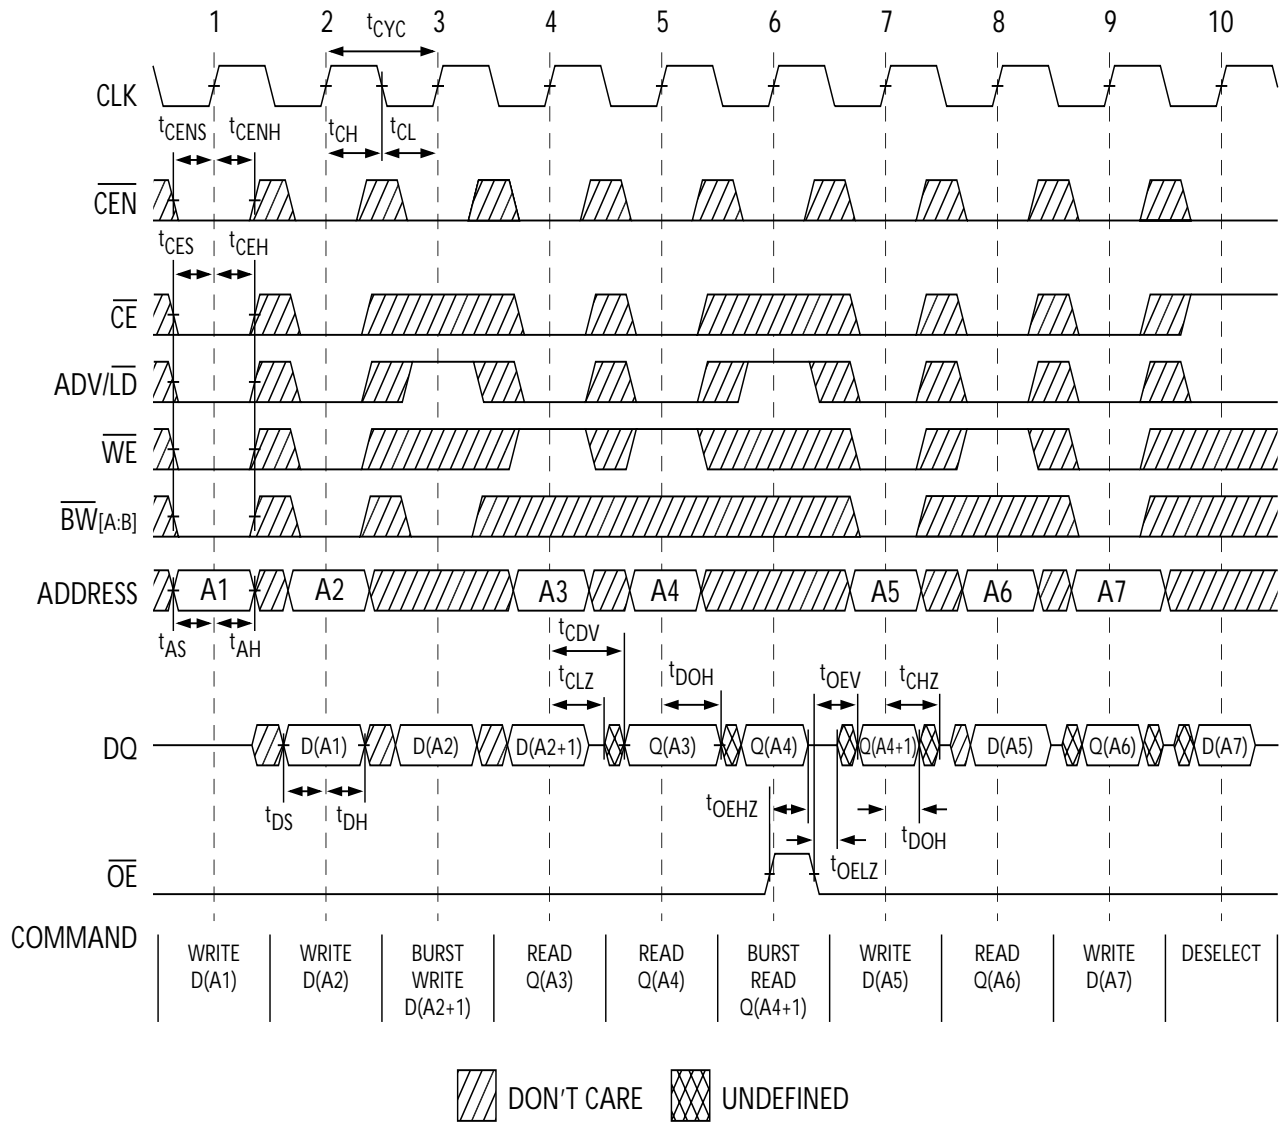 1 2 tCYC 3 4 5 6 7 8 9 10
CLK
tCENS tCENH tCH tCL
CEN
tCES tCEH
CE
ADV/LD
WE
BW[A:B]
ADDRESS A1 A2 A3 A4 A5 A6 A7
tAS tAH tCDV
tCLZ tDOH tOEV tCHZ
DQ D(A1) D(A2) D(A2+1) Q(A3) Q(A4) Q(A4+1) D(A5) Q(A6) D(A7)
tDS tDH tOEHZ tDOH
tOELZ
OE
COMMAND
WRITE WRITE BURST READ READ BURST WRITE READ WRITE DESELECT
D(A1) D(A2) WRITE Q(A3) Q(A4) READ D(A5) Q(A6) D(A7)
D(A2+1) Q(A4+1)
DON'T CARE UNDEFINED